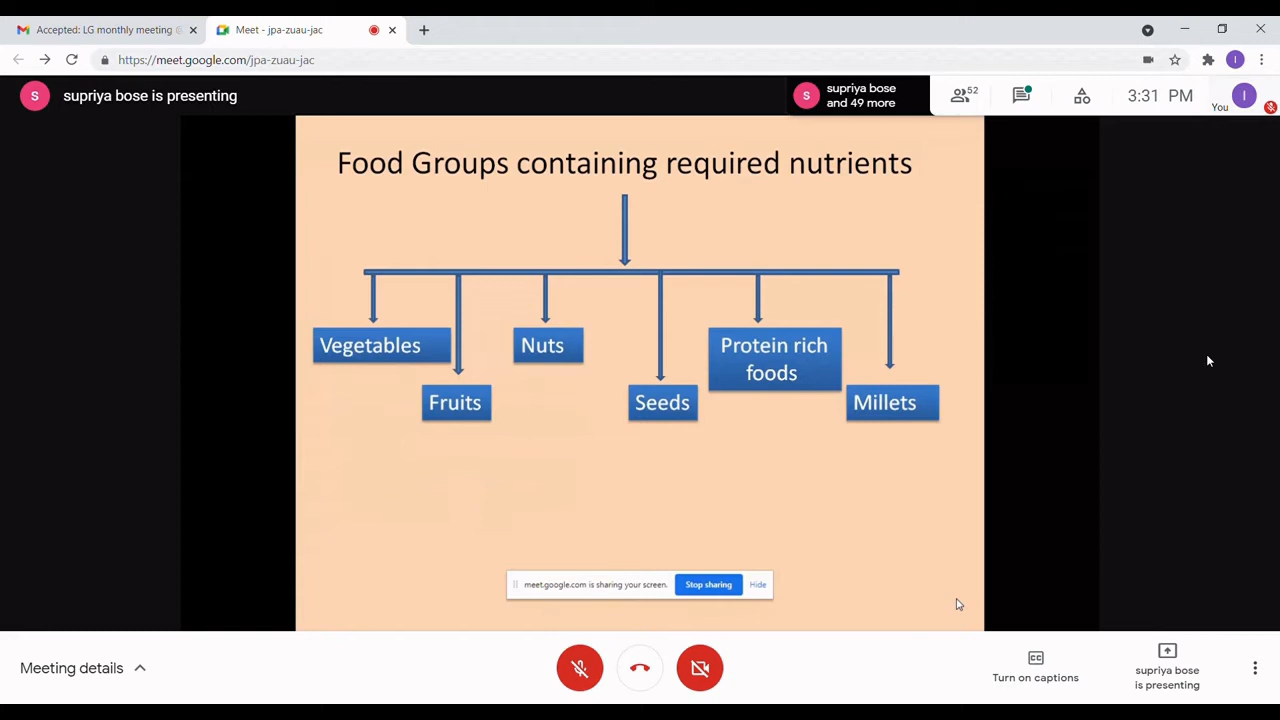 Accepted: LG monthly meeting
Meet - jpa-zuau-jac
https://meet.google.com/jpa-zuau-jac
S
supriya bose is presenting
S
supriya bose
and 49 more
52
3:31 PM
You
I
I
Food Groups containing required nutrients
Vegetables
Nuts
Protein rich
foods
Fruits
Seeds
Millets
meet.google.com is sharing your screen.
Stop sharing
Hide
Meeting details
CC
Turn on captions
supriya bose
is presenting